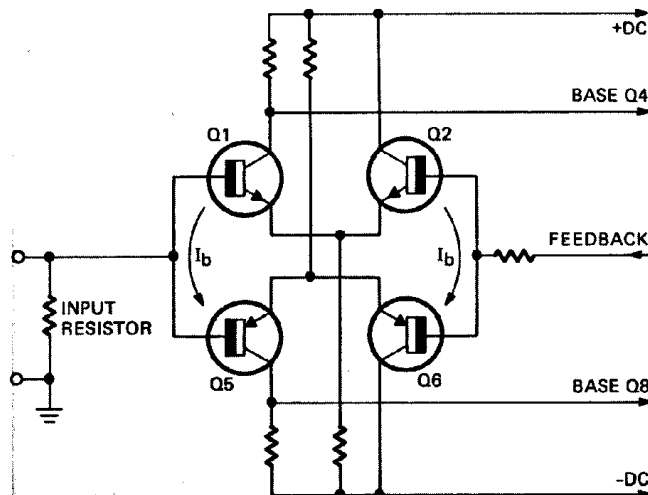 +DC
BASE Q4
Q1
Q2
Ib
Ib
FEEDBACK
INPUT
RESISTOR
Q5
Q6
BASE Q8
-DC